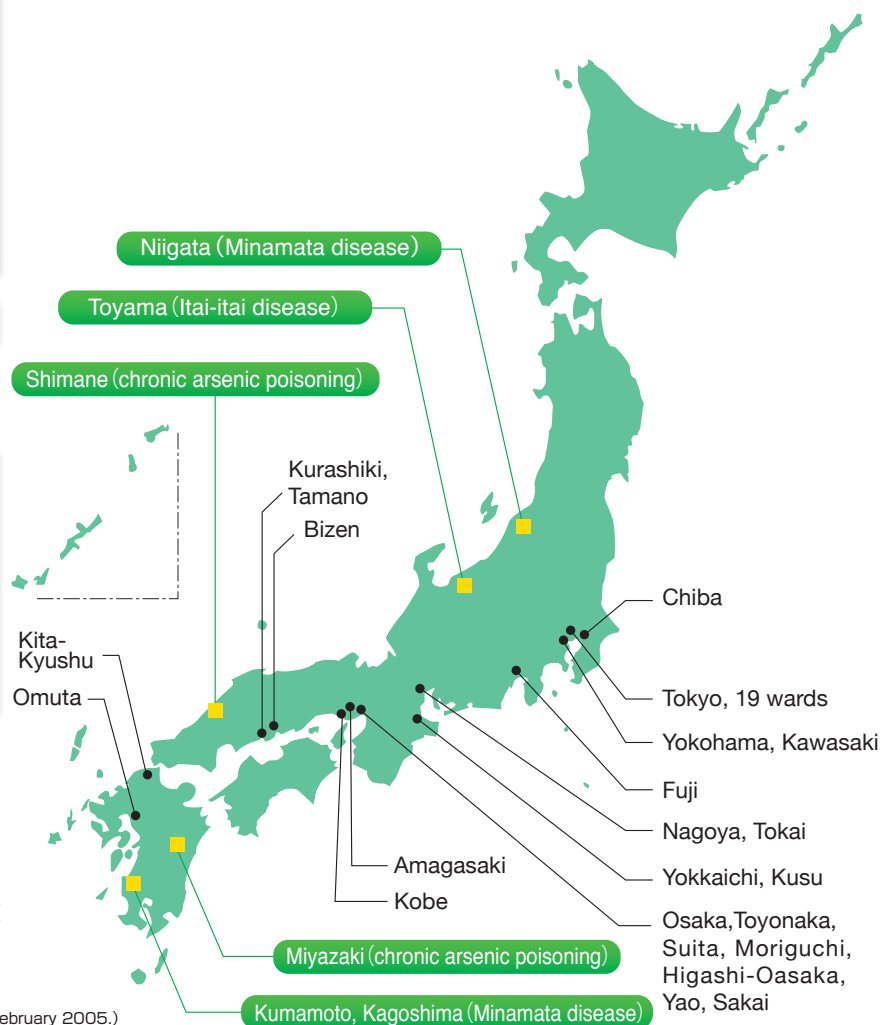 Niigata (Minamata disease)
Toyama (Itai-itai disease)
Shimane (chronic arsenic poisoning)
Kurashiki,
Tamano
Bizen
Kita-
Kyushu
Omuta
Chiba
Tokyo, 19 wards
Yokohama, Kawasaki
Fuji
Nagoya, Tokai
Yokkaichi, Kusu
Amagasaki
Kobe
Osaka,Toyonaka,
Suita, Moriguchi,
Higashi-Oasaka,
Yao, Sakai
Miyazaki (chronic arsenic poisoning)
Kumamoto, Kagoshima (Minamata disease)
2005.)